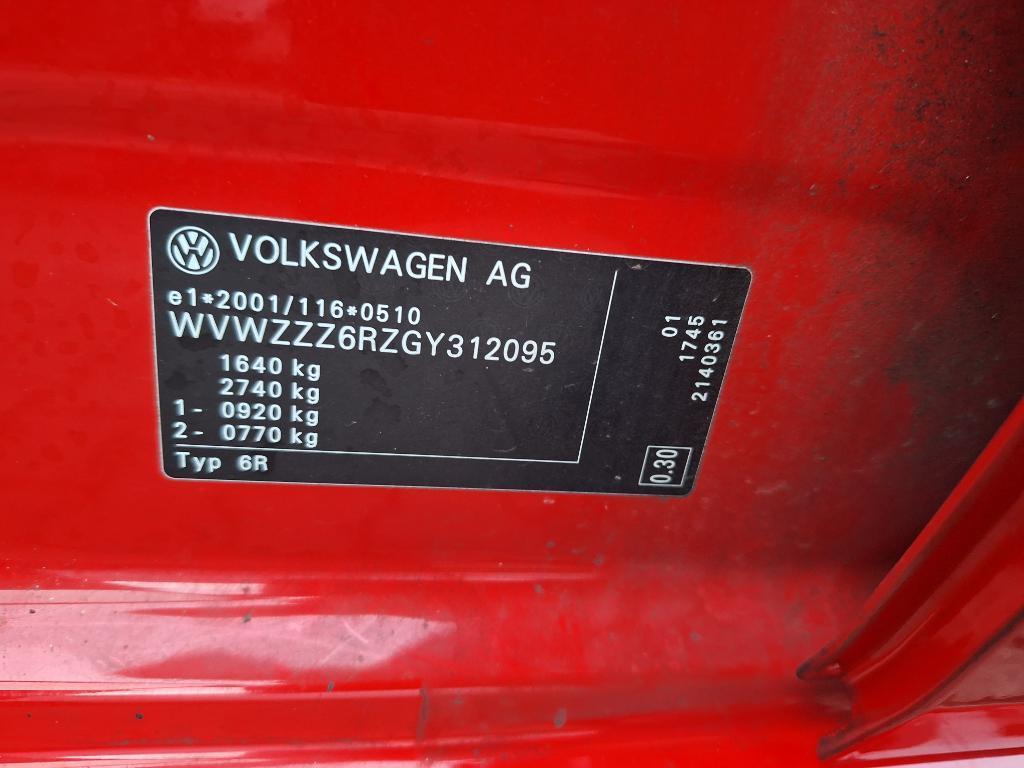 VOLKSWAGEN AG
e1*2001/116*0510
WVWZZZ6RZGY312095
1640 kg
2740 kg
1- 0920 kg
2- 0770 kg
Typ 6R
01
1745
2140361
0.30